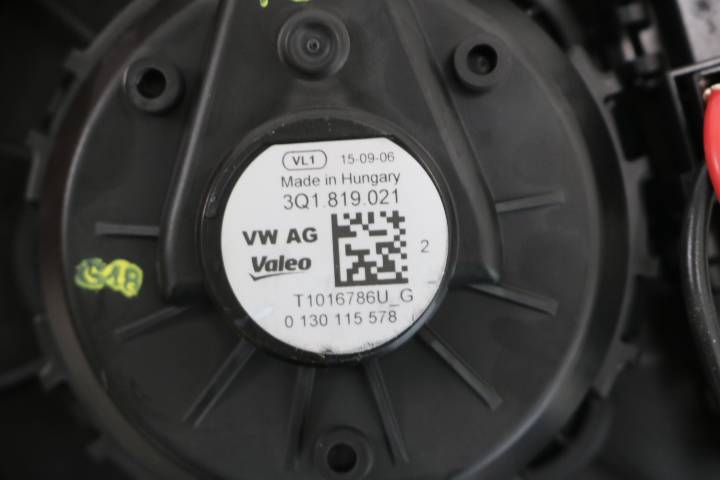 VL1 15-09-06
Made in Hungary
3Q1.819.021
VW AG
2
Valeo
T1016786U_G
0 130 115 578